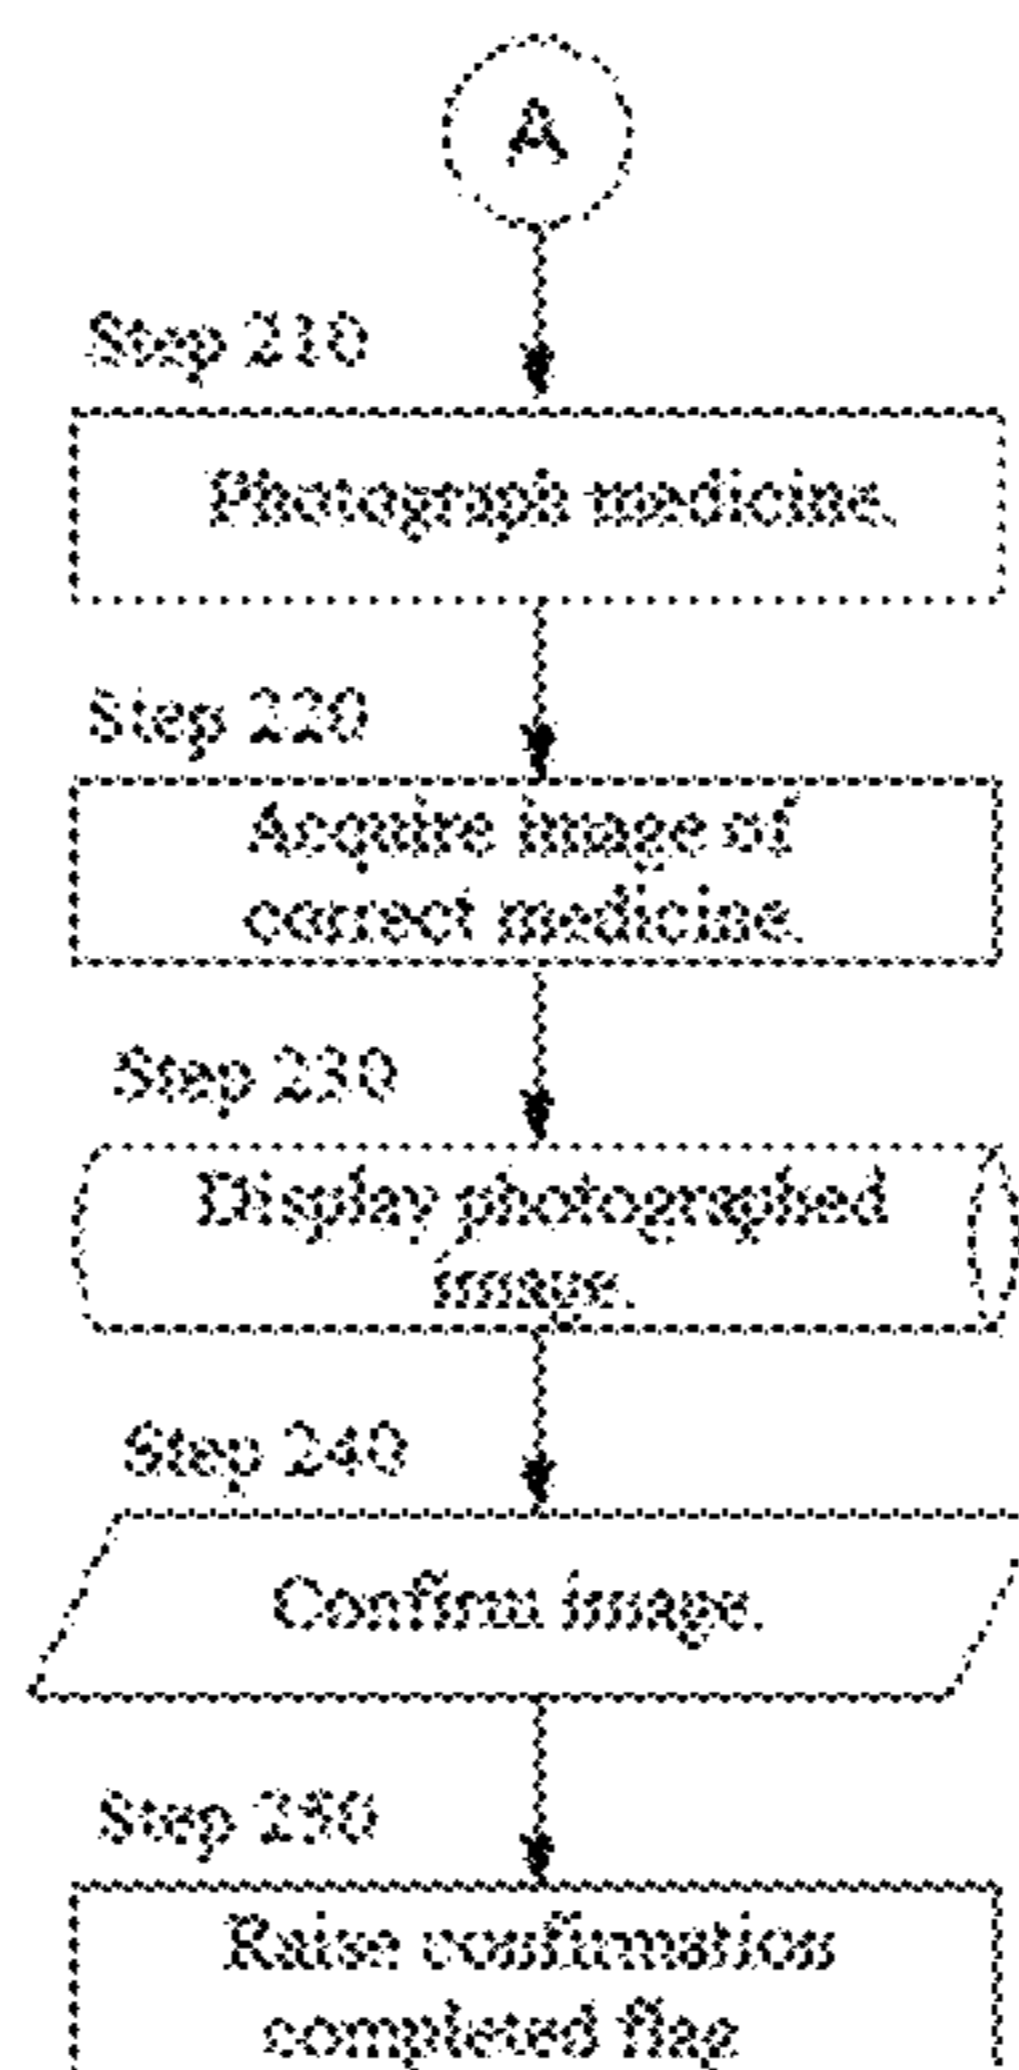 A
Step 210
Photograph medicine.
Step 220
Acquire image of
correct medicine.
Step 230
Display photographed
image.
Step 240
Confirm image.
Step 250
Raise confirmation
completed flag